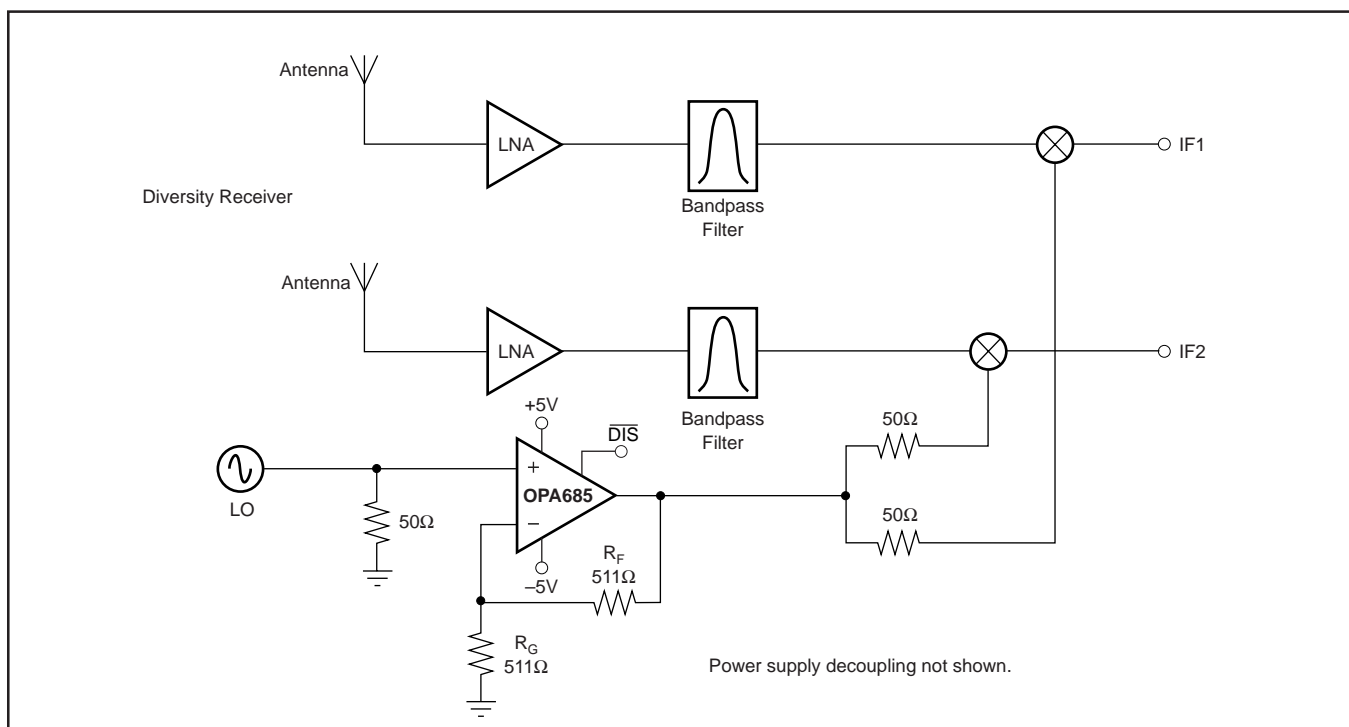 Antenna
LNA
Bandpass
Filter
IF1
Diversity Receiver
Antenna
LNA
Bandpass
Filter
IF2
+5V
D̅I̅S̅
50Ω
LO
+
OPA685
−
50Ω
–5V
50Ω
R_F
511Ω
R_G
511Ω
Power supply decoupling not shown.